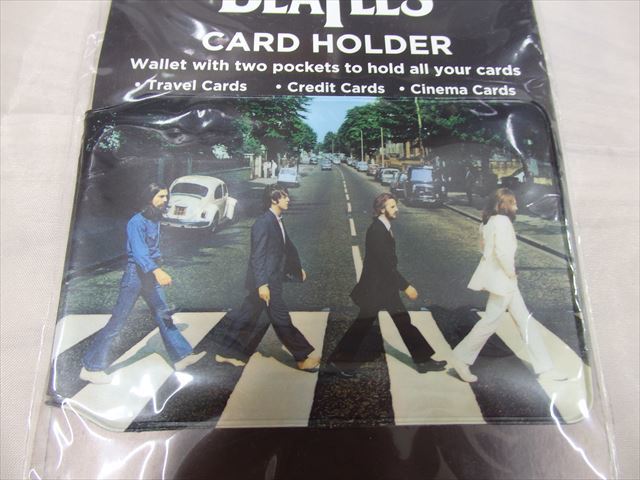 BEATLES
CARD HOLDER
Wallet with two pockets to hold all your cards
• Travel Cards • Credit Cards • Cinema Cards